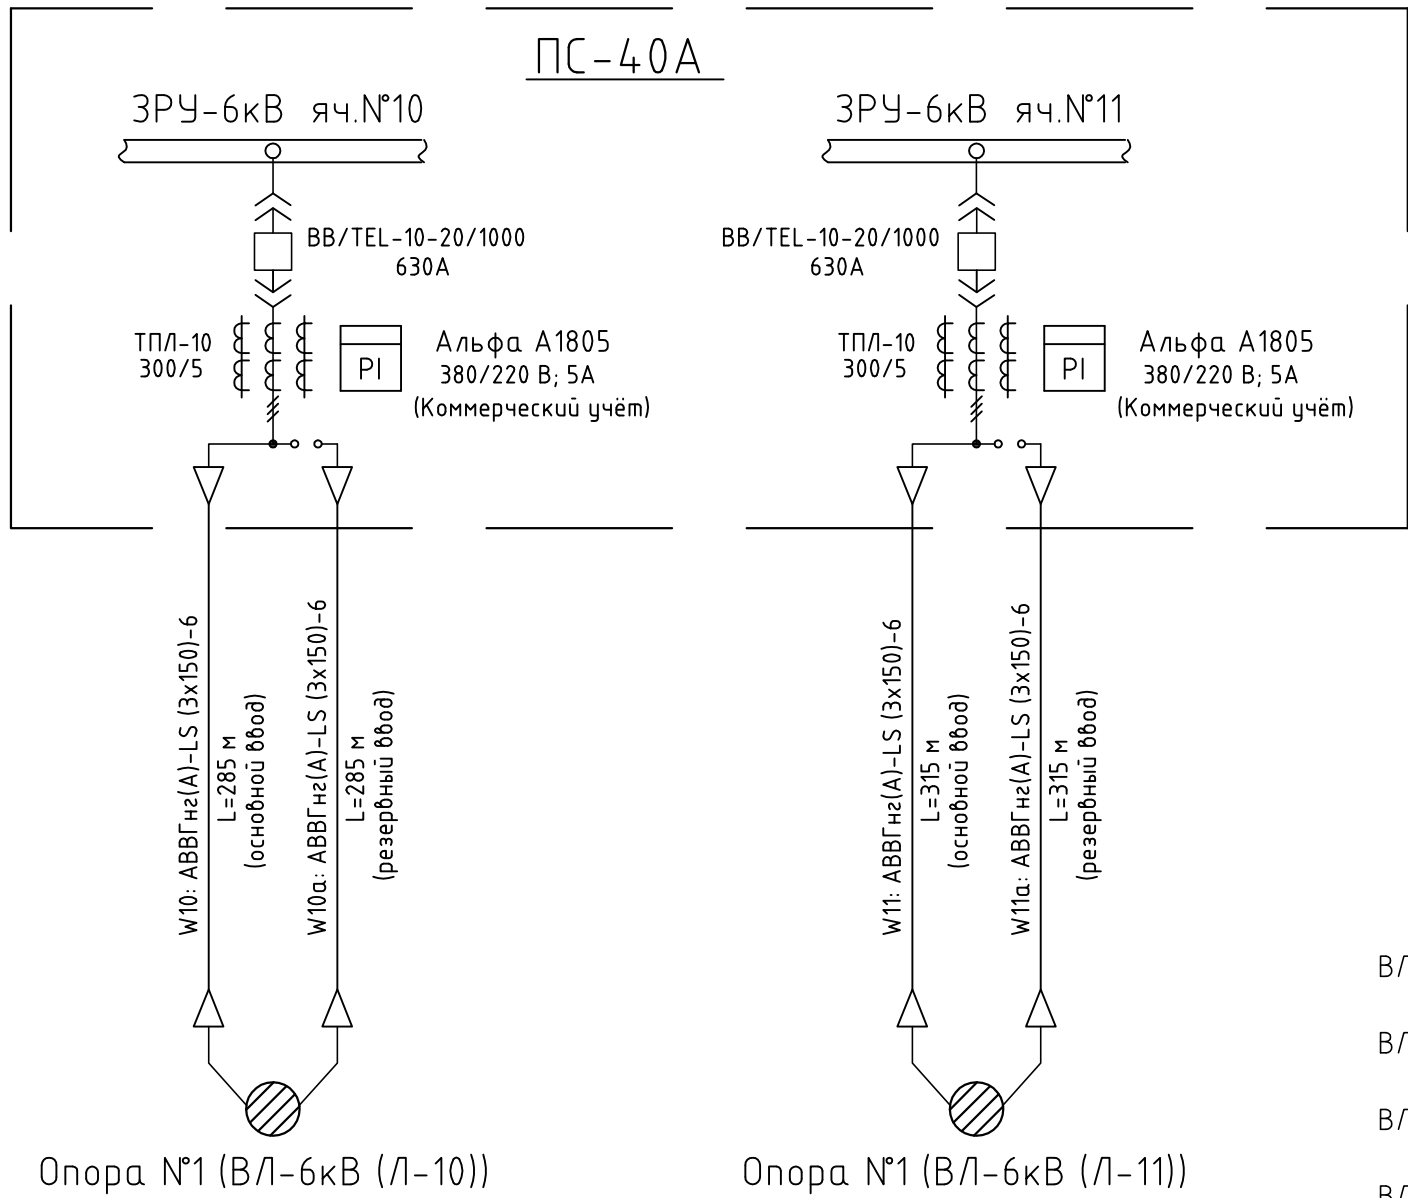 ПС-40А
ЗРУ-6кВ яч.№10
ВВ/TEL-10-20/1000
630А
ТПЛ-10
300/5
PI
Альфа А1805
380/220 В; 5А
(Коммерческий учёт)
W10: АВВГнг(А)-LS (3х150)-6
L=285 м
(основной ввод)
W10а: АВВГнг(А)-LS (3х150)-6
L=285 м
(резервный ввод)
Опора №1 (ВЛ-6кВ (Л-10))
ЗРУ-6кВ яч.№11
ВВ/TEL-10-20/1000
630А
ТПЛ-10
300/5
PI
Альфа А1805
380/220 В; 5А
(Коммерческий учёт)
W11: АВВГнг(А)-LS (3х150)-6
L=315 м
(основной ввод)
W11а: АВВГнг(А)-LS (3х150)-6
L=315 м
(резервный ввод)
Опора №1 (ВЛ-6кВ (Л-11))